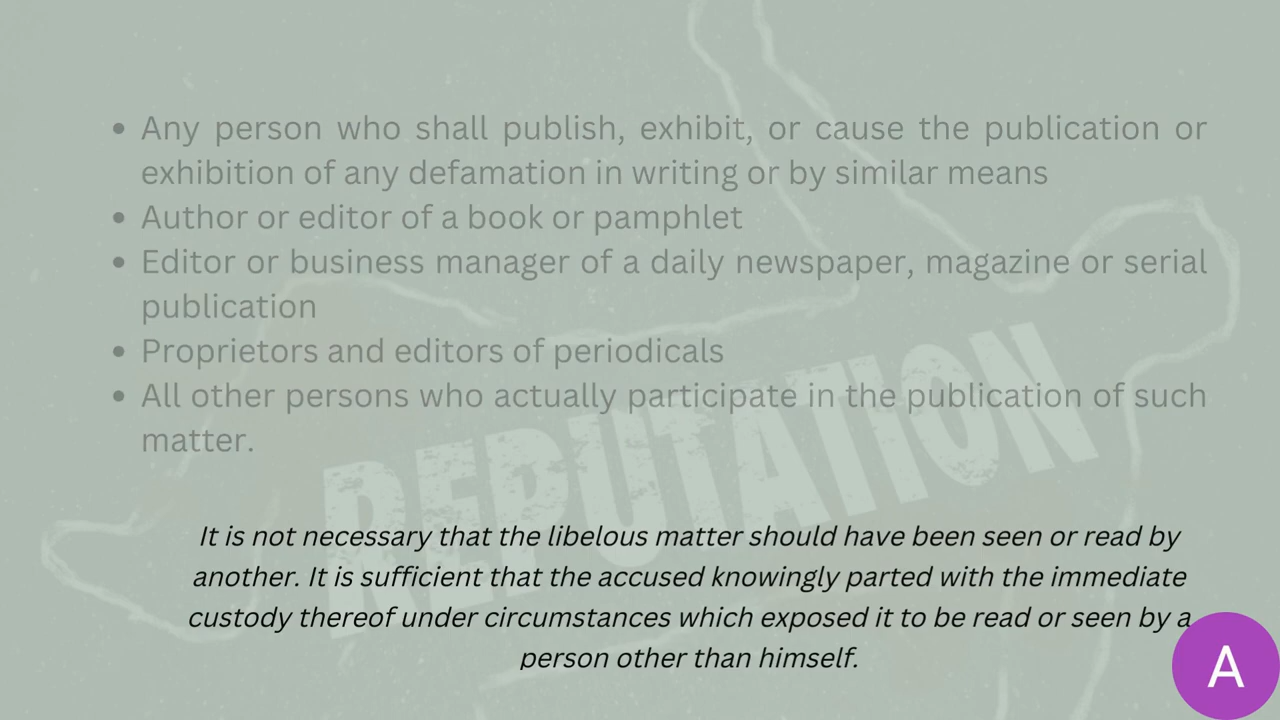 • Any person who shall publish, exhibit, or cause the publication or
exhibition of any defamation in writing or by similar means
• Author or editor of a book or pamphlet
• Editor or business manager of a daily newspaper, magazine or serial
publication
• Proprietors and editors of periodicals
• All other persons who actually participate in the publication of such
matter.
REPUTATION
It is not necessary that the libelous matter should have been seen or read by
another. It is sufficient that the accused knowingly parted with the immediate
custody thereof under circumstances which exposed it to be read or seen by a
person other than himself.
A